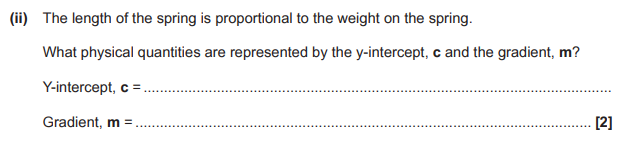 (ii) The length of the spring is proportional to the weight on the spring.
What physical quantities are represented by the y-intercept, c and the gradient, m?
Y-intercept, c = ..............................................................................................................................
Gradient, m = .............................................................................................................................. [2]